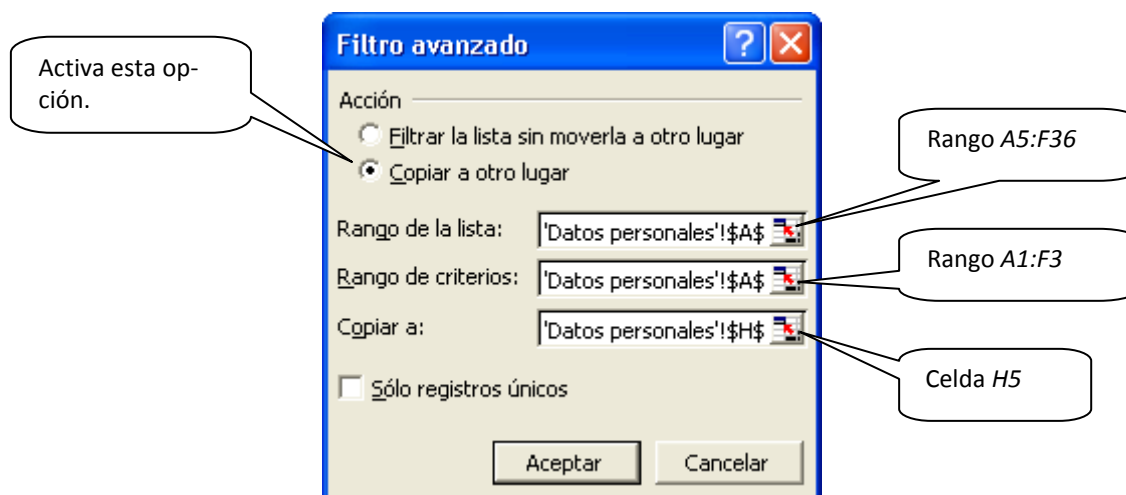 Filtro avanzado
Activa esta op-
ción.
Acción
Filtrar la lista sin moverla a otro lugar
Copiar a otro lugar
Rango A5:F36
Rango de la lista: 'Datos personales'!$A$
Rango de criterios: 'Datos personales'!$A$
Rango A1:F3
Copiar a: 'Datos personales'!$H$
Celda H5
Sólo registros únicos
Aceptar Cancelar